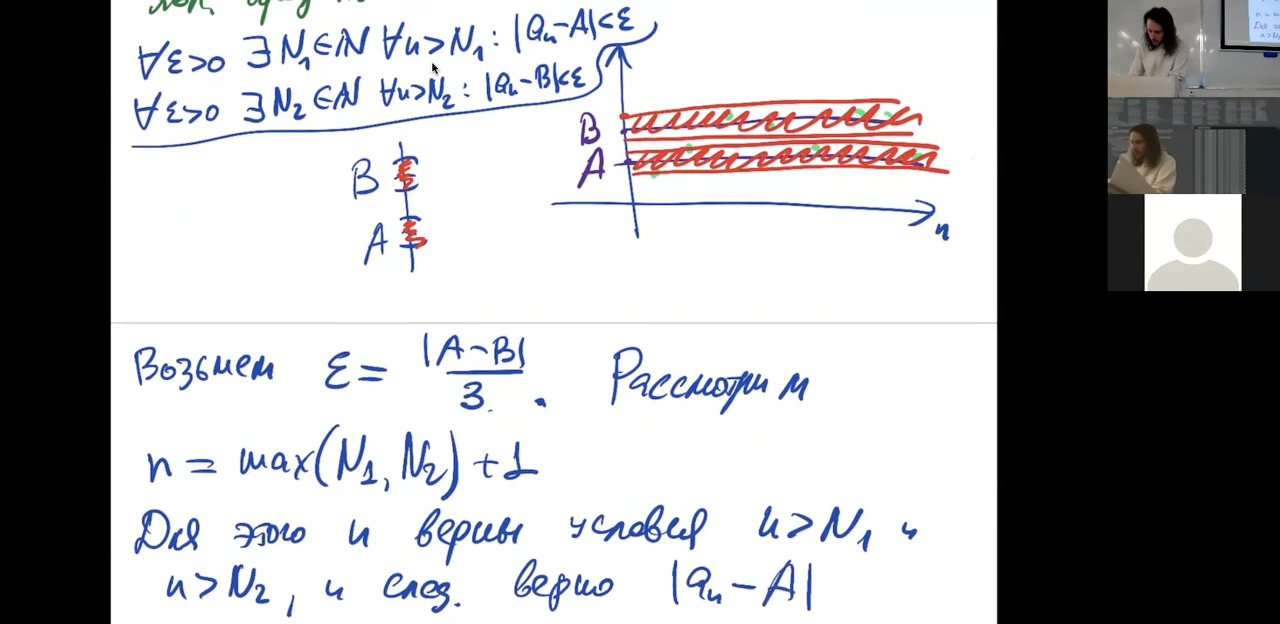 ∀ε>0 ∃N₁∈ℕ ∀n>N₁: |aₙ-A|<ε
∀ε>0 ∃N₂∈ℕ ∀n>N₂: |aₙ-B|<ε
B
A
B
A
n
Возьмем ε = |A-B|/3. Рассмотрим
n = max(N₁, N₂)+1
Для этого n верны условия n>N₁ и
n>N₂, и след. верно |aₙ-A|